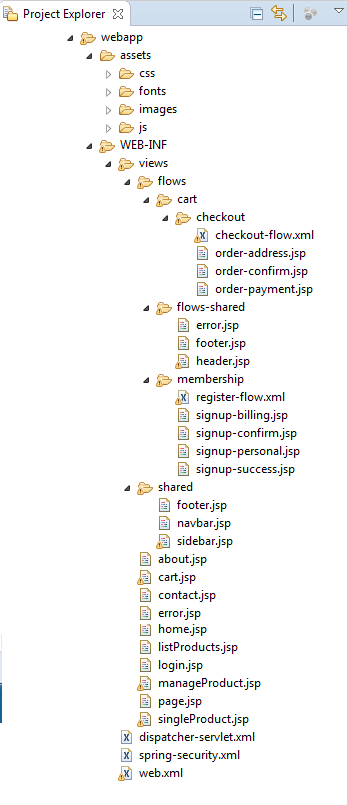 Project Explorer
webapp
assets
css
fonts
images
js
WEB-INF
views
flows
cart
checkout
checkout-flow.xml
order-address.jsp
order-confirm.jsp
order-payment.jsp
flows-shared
error.jsp
footer.jsp
header.jsp
membership
register-flow.xml
signup-billing.jsp
signup-confirm.jsp
signup-personal.jsp
signup-success.jsp
shared
footer.jsp
navbar.jsp
sidebar.jsp
about.jsp
cart.jsp
contact.jsp
error.jsp
home.jsp
listProducts.jsp
login.jsp
manageProduct.jsp
page.jsp
singleProduct.jsp
dispatcher-servlet.xml
spring-security.xml
web.xml